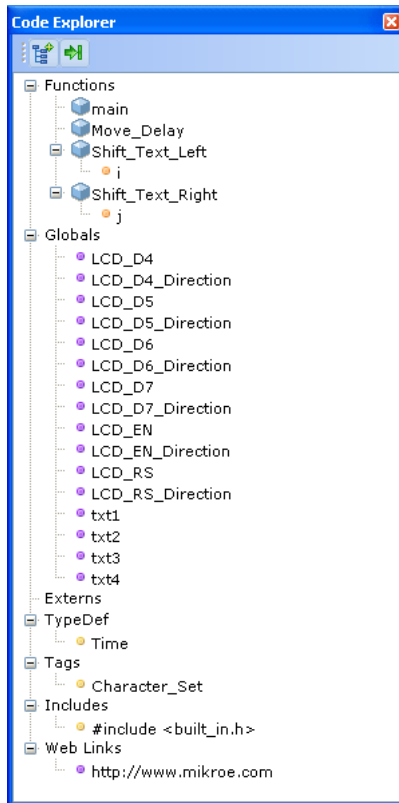 Code Explorer
Functions
main
Move_Delay
Shift_Text_Left
i
Shift_Text_Right
j
Globals
LCD_D4
LCD_D4_Direction
LCD_D5
LCD_D5_Direction
LCD_D6
LCD_D6_Direction
LCD_D7
LCD_D7_Direction
LCD_EN
LCD_EN_Direction
LCD_RS
LCD_RS_Direction
txt1
txt2
txt3
txt4
Externs
TypeDef
Time
Tags
Character_Set
Includes
#include <built_in.h>
Web Links
http://www.mikroe.com